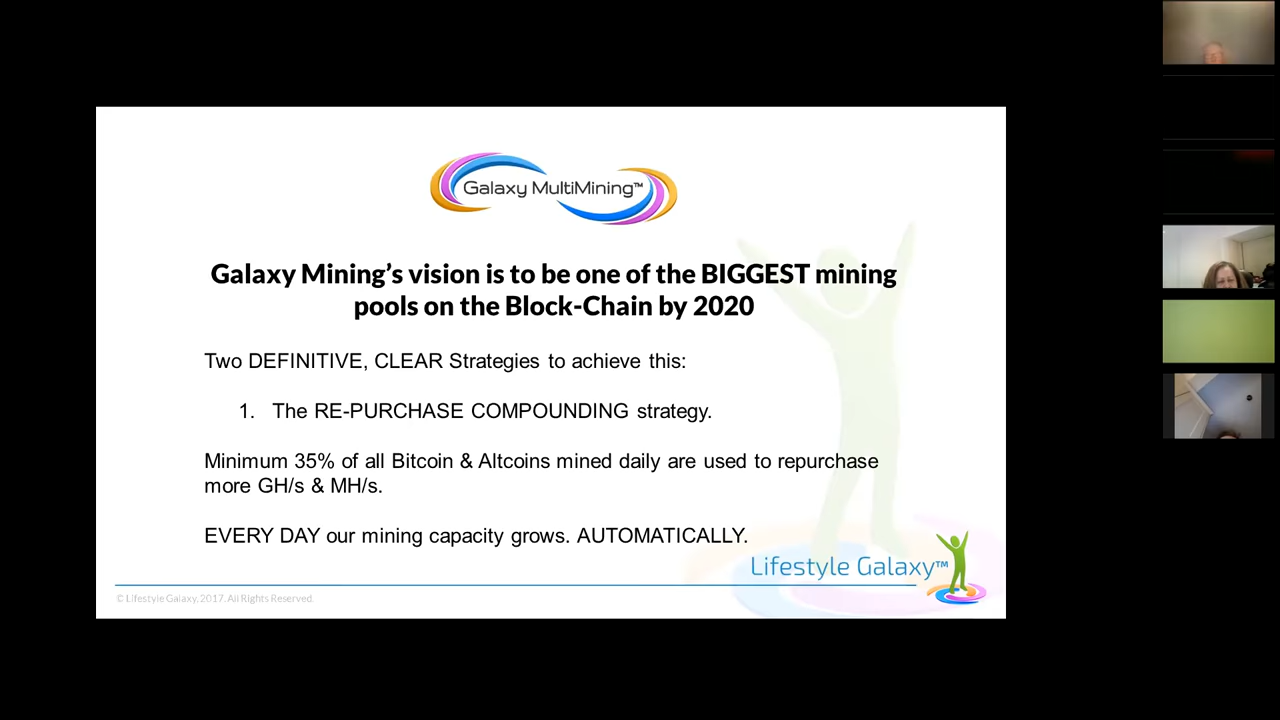 Galaxy MultiMining™
Galaxy Mining's vision is to be one of the BIGGEST mining
pools on the Block-Chain by 2020
Two DEFINITIVE, CLEAR Strategies to achieve this:
1. The RE-PURCHASE COMPOUNDING strategy.
Minimum 35% of all Bitcoin & Altcoins mined daily are used to repurchase
more GH/s & MH/s.
EVERY DAY our mining capacity grows. AUTOMATICALLY.
Lifestyle Galaxy™
© Lifestyle Galaxy, 2017. All Rights Reserved.